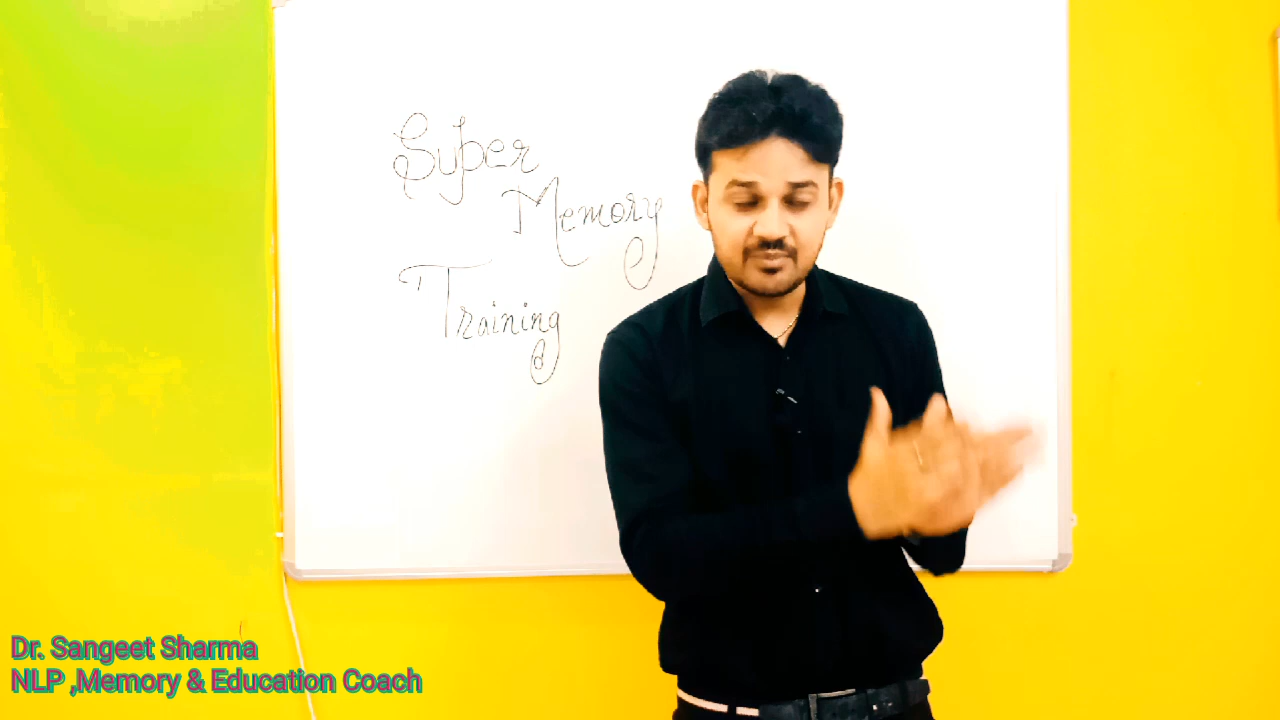 Super
Memory
Training
Dr. Sangeet Sharma
NLP ,Memory & Education Coach